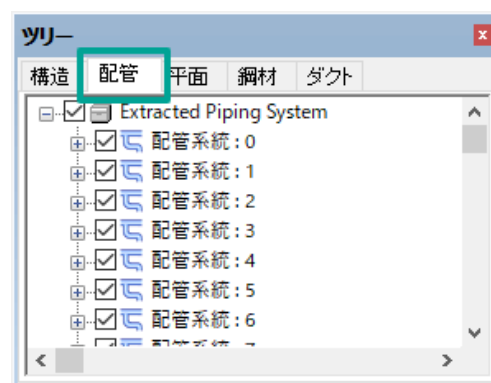 ツリー
構造 配管 平面 鋼材 ダクト
Extracted Piping System
配管系統 : 0
配管系統 : 1
配管系統 : 2
配管系統 : 3
配管系統 : 4
配管系統 : 5
配管系統 : 6